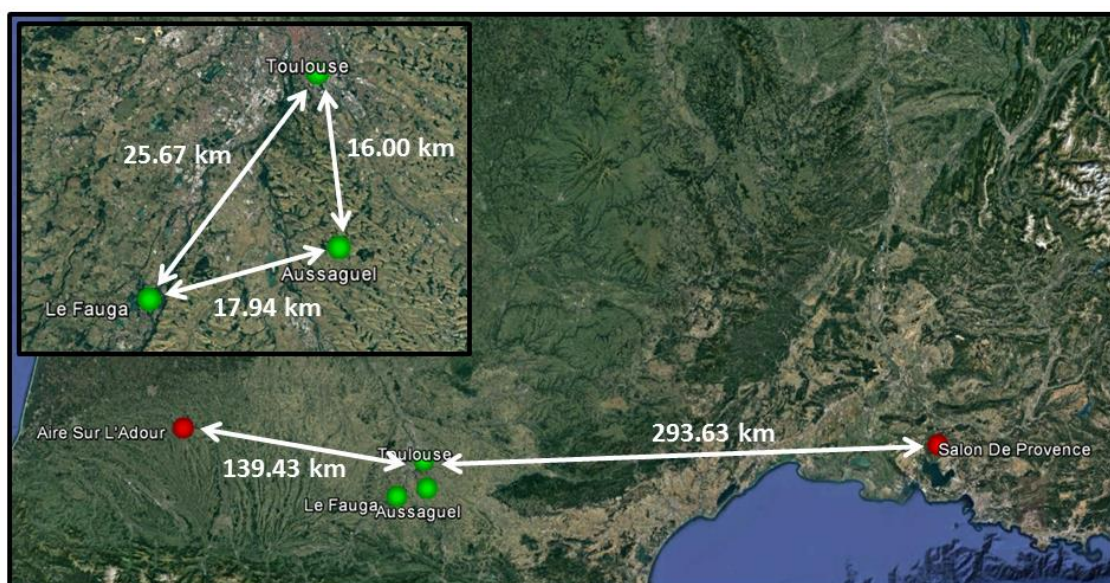 Toulouse
25.67 km
16.00 km
Aussaguel
Le Fauga
17.94 km
Aire Sur L'Adour
293.63 km
Toulouse
Salon De Provence
139.43 km
Le Fauga
Aussaguel